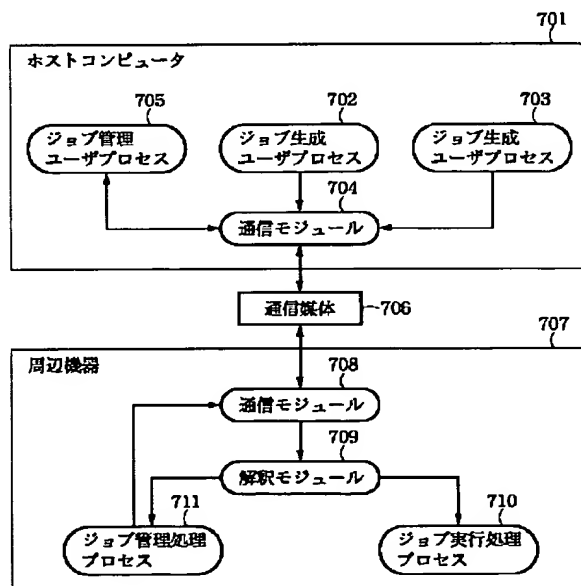 701
ホストコンピュータ
705
702
703
ジョブ管理
ユーザプロセス
ジョブ生成
ユーザプロセス
ジョブ生成
ユーザプロセス
704
通信モジュール
通信媒体
706
707
周辺機器
708
通信モジュール
709
解釈モジュール
711
710
ジョブ管理処理
プロセス
ジョブ実行処理
プロセス